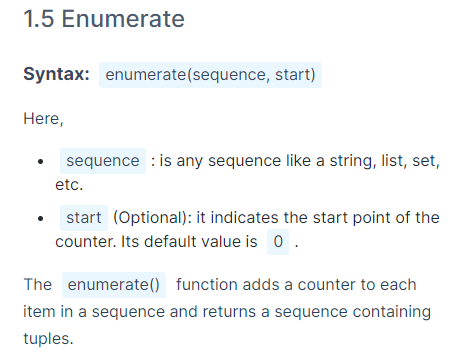 1.5 Enumerate
Syntax: enumerate(sequence, start)
Here,
• sequence : is any sequence like a string, list, set,
etc.
• start (Optional): it indicates the start point of the
counter. Its default value is 0 .
The enumerate() function adds a counter to each
item in a sequence and returns a sequence containing
tuples.